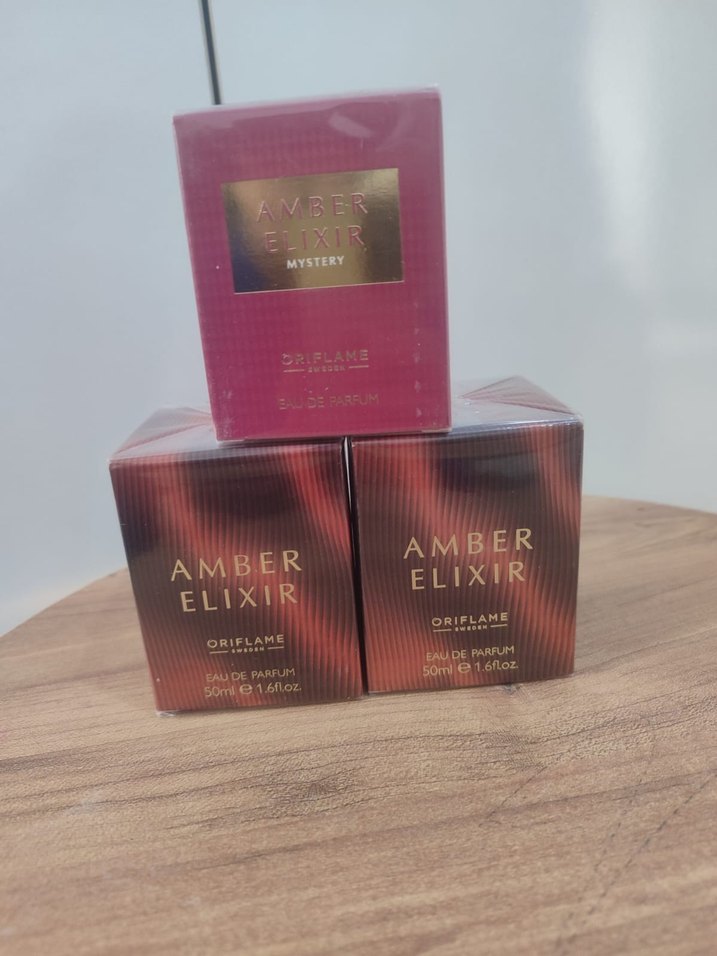 AMBER
ELIXIR
MYSTERY
ORIFLAME
SWEDEN
EAU DE PARFUM
AMBER
ELIXIR
ORIFLAME
SWEDEN
EAU DE PARFUM
50ml e 1.6fl.oz.
AMBER
ELIXIR
ORIFLAME
SWEDEN
EAU DE PARFUM
50ml e 1.6fl.oz.